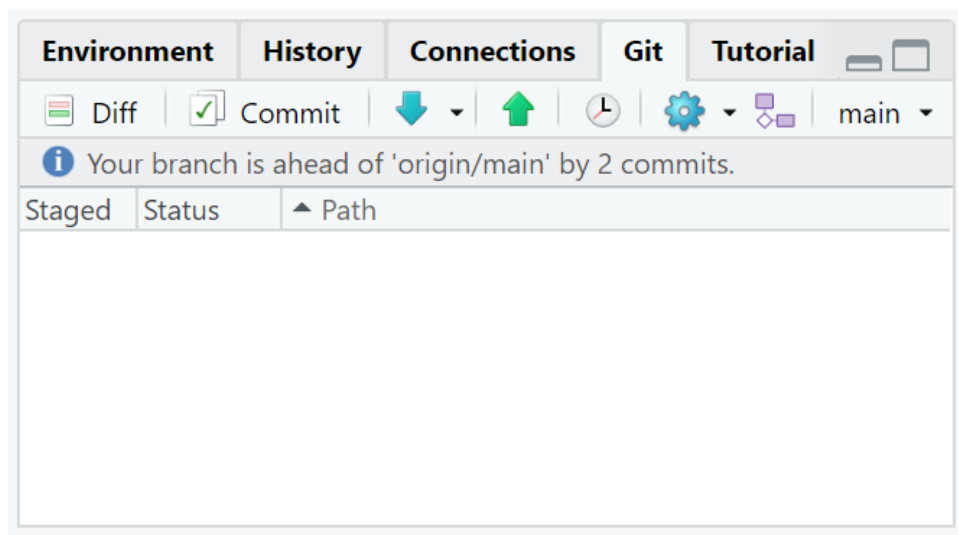 Environment History Connections Git Tutorial
Diff Commit main
Your branch is ahead of 'origin/main' by 2 commits.
Staged Status Path